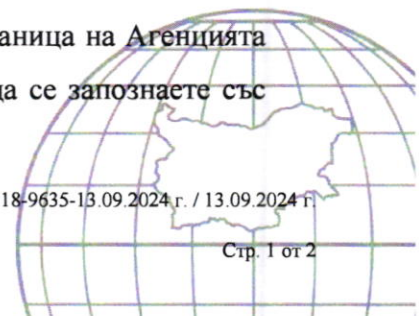 аница на Агенцията
да се запознаете със
18-9635-13.09.2024 г. / 13.09.2024 г.
Стр. 1 от 2